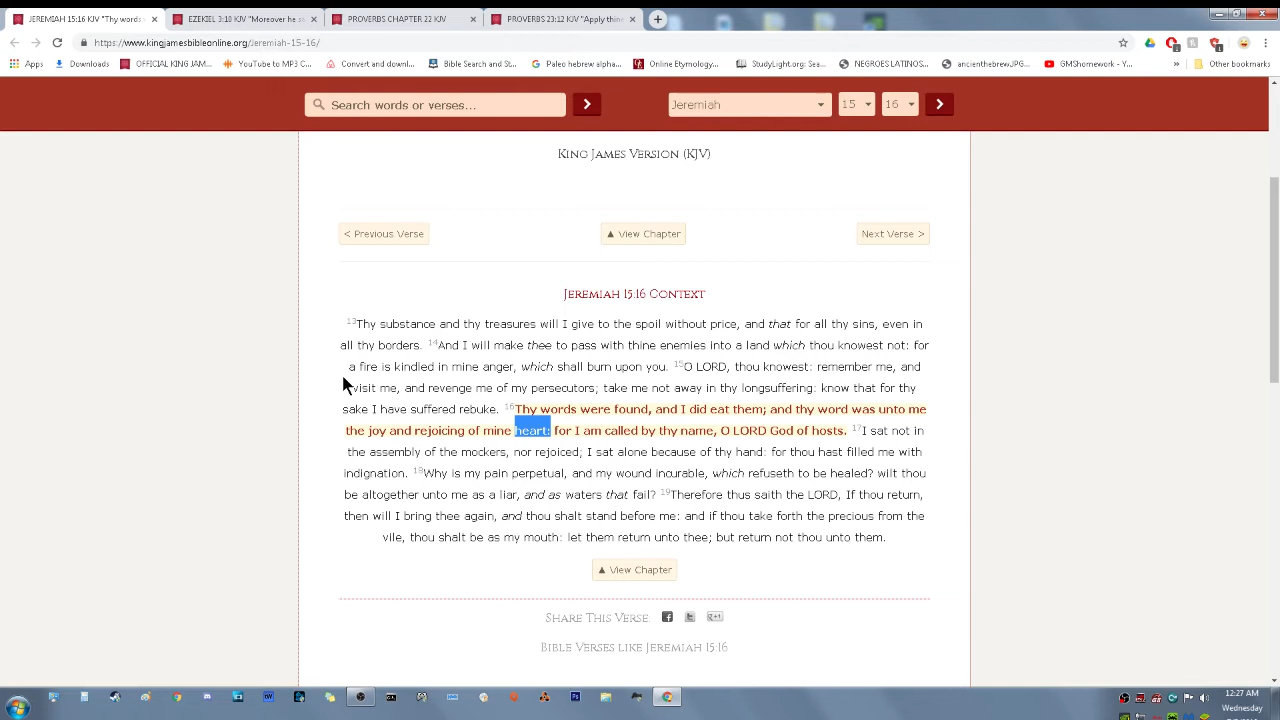 JEREMIAH 15:16 KJV "Thy words
EZEKIEL 3:18 KJV "Moreover he s
PROVERBS CHAPTER 22 KJV
https://www.kingjamesbibleonline.org/Jeremiah-15-16/
Apps Downloads OFFICIAL KING JAM... YouTube to MP3 C... Convert and downl... Bible Search and St... Paleo hebrew alpha... Online Etymology... StudyLight.org: Sea... NEGROES LATINOS... ancienthebrewJPG... GMShomework - Y... » Other bookmarks
Search words or verses... Jeremiah 15 16
King James Version (KJV)
< Previous Verse ▲ View Chapter Next Verse >
Jeremiah 15:16 Context
13Thy substance and thy treasures will I give to the spoil without price, and that for all thy sins, even in
all thy borders. 14And I will make thee to pass with thine enemies into a land which thou knowest not: for
a fire is kindled in mine anger, which shall burn upon you. 15O LORD, thou knowest: remember me, and
visit me, and revenge me of my persecutors; take me not away in thy longsuffering: know that for thy
sake I have suffered rebuke. 16Thy words were found, and I did eat them; and thy word was unto me
the joy and rejoicing of mine heart: for I am called by thy name, O LORD God of hosts. 17I sat not in
the assembly of the mockers, nor rejoiced; I sat alone because of thy hand: for thou hast filled me with
indignation. 18Why is my pain perpetual, and my wound incurable, which refuseth to be healed? wilt thou
be altogether unto me as a liar, and as waters that fail? 19Therefore thus saith the LORD, If thou return,
then will I bring thee again, and thou shalt stand before me: and if thou take forth the precious from the
vile, thou shalt be as my mouth: let them return unto thee; but return not thou unto them.
▲ View Chapter
Share This Verse:
Bible Verses like Jeremiah 15:16
12:27 AM
Wednesday